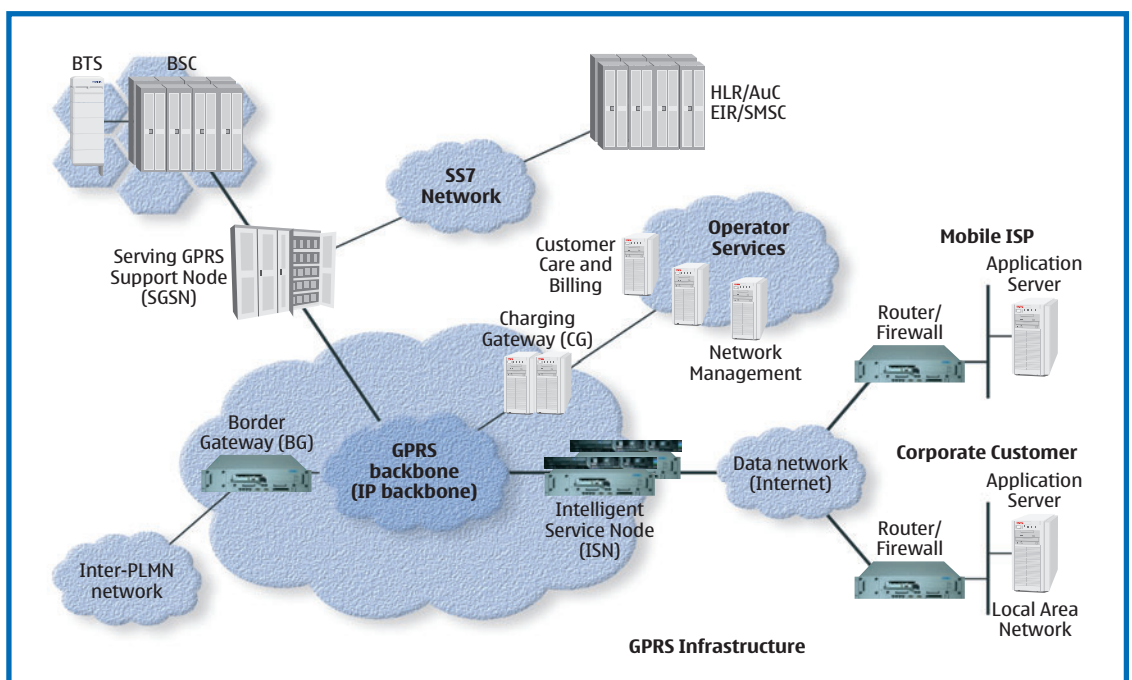 BTS
BSC
HLR/AuC
EIR/SMSC
SS7
Network
Serving GPRS
Support Node
(SGSN)
Customer
Care and
Billing
Operator
Services
Network
Management
Charging
Gateway (CG)
Mobile ISP
Application
Server
Router/
Firewall
Border
Gateway (BG)
GPRS
backbone
(IP backbone)
Intelligent
Service Node
(ISN)
Data network
(Internet)
Corporate Customer
Application
Server
Router/
Firewall
Local Area
Network
Inter-PLMN
network
GPRS Infrastructure